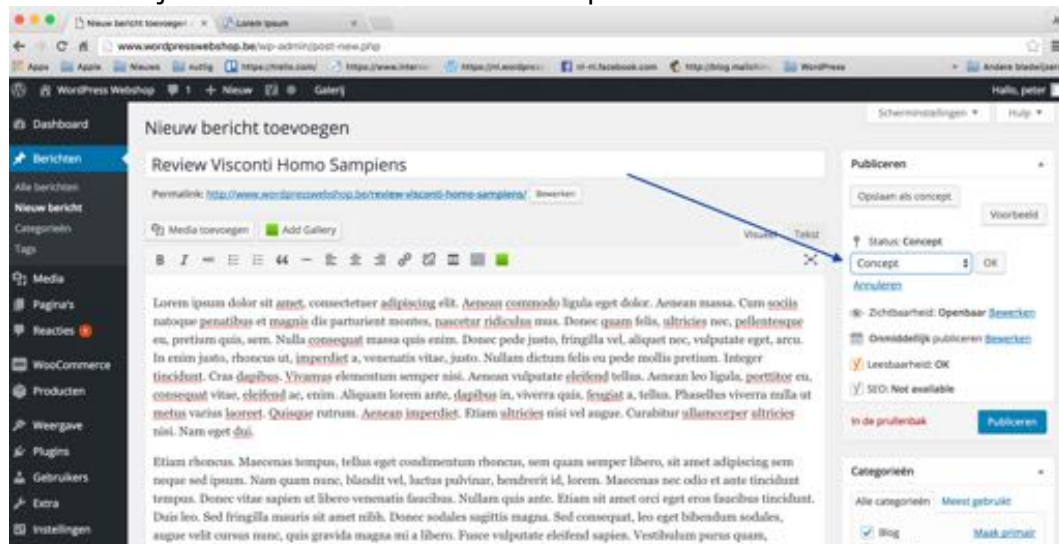 Nieuw bericht toevoegen
Lorem Ipsum
www.wordpresswebshop.be/wp-admin/post-new.php
Apps Apple Nieuws nuttig https://trello.com/ https://www.inter nl-nl.facebook.com http://blog.mailchi WordPress Andere bladwijzers
WordPress Webshop 1 + Nieuw Galerij Hallo, peter
Scherminstellingen Hulp
Dashboard
Berichten
Alle berichten
Nieuw bericht
Categorieën
Tags
Media
Pagina's
Reacties
WooCommerce
Producten
Weergave
Plugins
Gebruikers
Extra
Instellingen
Nieuw bericht toevoegen
Review Visconti Homo Sampiens
Permalink: http://www.wordpresswebshop.be/review-visconti-homo-sampiens/ Bewerken
Media toevoegen Add Gallery
Visueel Tekst
Lorem ipsum dolor sit amet, consectetuer adipiscing elit. Aenean commodo ligula eget dolor. Aenean massa. Cum sociis
natoque penatibus et magnis dis parturient montes, nascetur ridiculus mus. Donec quam felis, ultricies nec, pellentesque
eu, pretium quis, sem. Nulla consequat massa quis enim. Donec pede justo, fringilla vel, aliquet nec, vulputate eget, arcu.
In enim justo, rhoncus ut, imperdiet a, venenatis vitae, justo. Nullam dictum felis eu pede mollis pretium. Integer
tincidunt. Cras dapibus. Vivamus elementum semper nisi. Aenean vulputate eleifend tellus. Aenean leo ligula, porttitor eu,
consequat vitae, eleifend ac, enim. Aliquam lorem ante, dapibus in, viverra quis, feugiat a, tellus. Phasellus viverra nulla ut
metus varius laoreet. Quisque rutrum. Aenean imperdiet. Etiam ultricies nisi vel augue. Curabitur ullamcorper ultricies
nisi. Nam eget dui.
Etiam rhoncus. Maecenas tempus, tellus eget condimentum rhoncus, sem quam semper libero, sit amet adipiscing sem
neque sed ipsum. Nam quam nunc, blandit vel, luctus pulvinar, hendrerit id, lorem. Maecenas nec odio et ante tincidunt
tempus. Donec vitae sapien ut libero venenatis faucibus. Nullam quis ante. Etiam sit amet orci eget eros faucibus tincidunt.
Duis leo. Sed fringilla mauris sit amet nibh. Donec sodales sagittis magna. Sed consequat, leo eget bibendum sodales,
augue velit cursus nunc, quis gravida magna mi a libero. Fusce vulputate eleifend sapien. Vestibulum purus quam,
Publiceren
Opslaan als concept
Voorbeeld
Status: Concept
Concept OK
Annuleren
Zichtbaarheid: Openbaar Bewerken
Onmiddellijk publiceren Bewerken
Leesbaarheid: OK
SEO: Not available
In de prullenbak Publiceren
Categorieën
Alle categorieën Meest gebruikt
Blog Maak primair